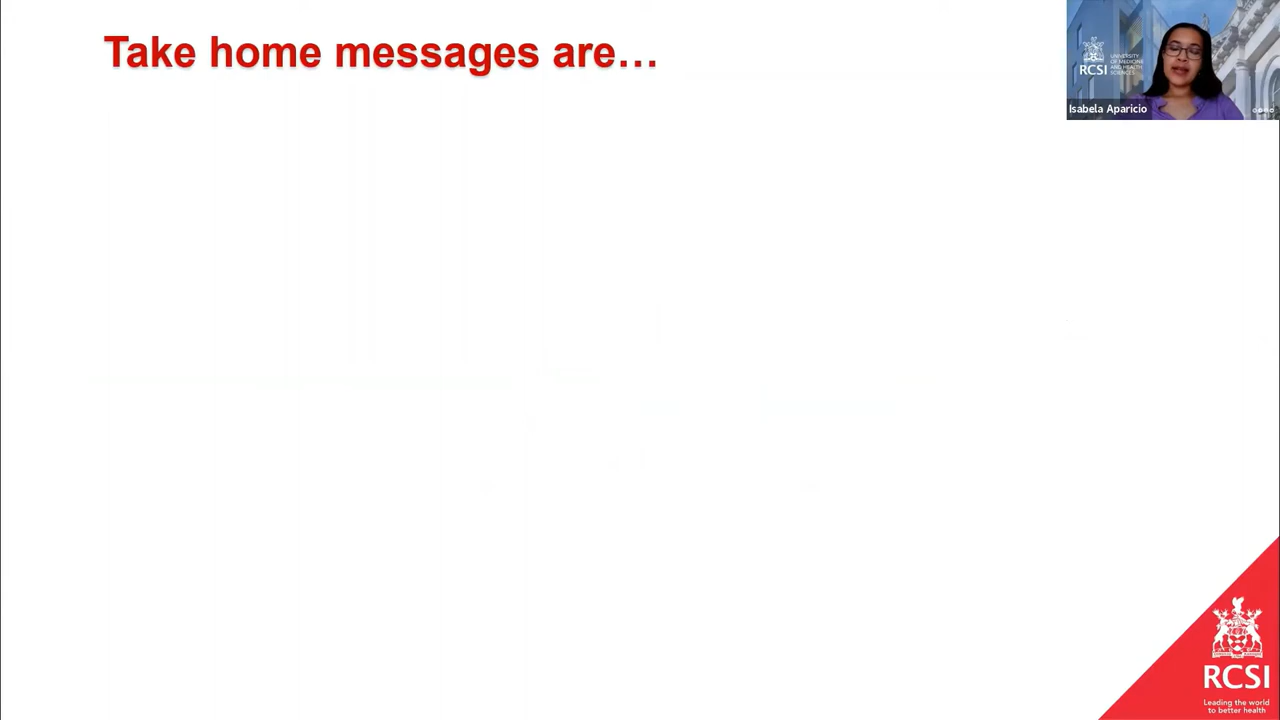 Take home messages are…
RCSI
UNIVERSITY
OF MEDICINE
AND HEALTH
SCIENCES
Isabela Aparicio
RCSI
Leading the world
to better health